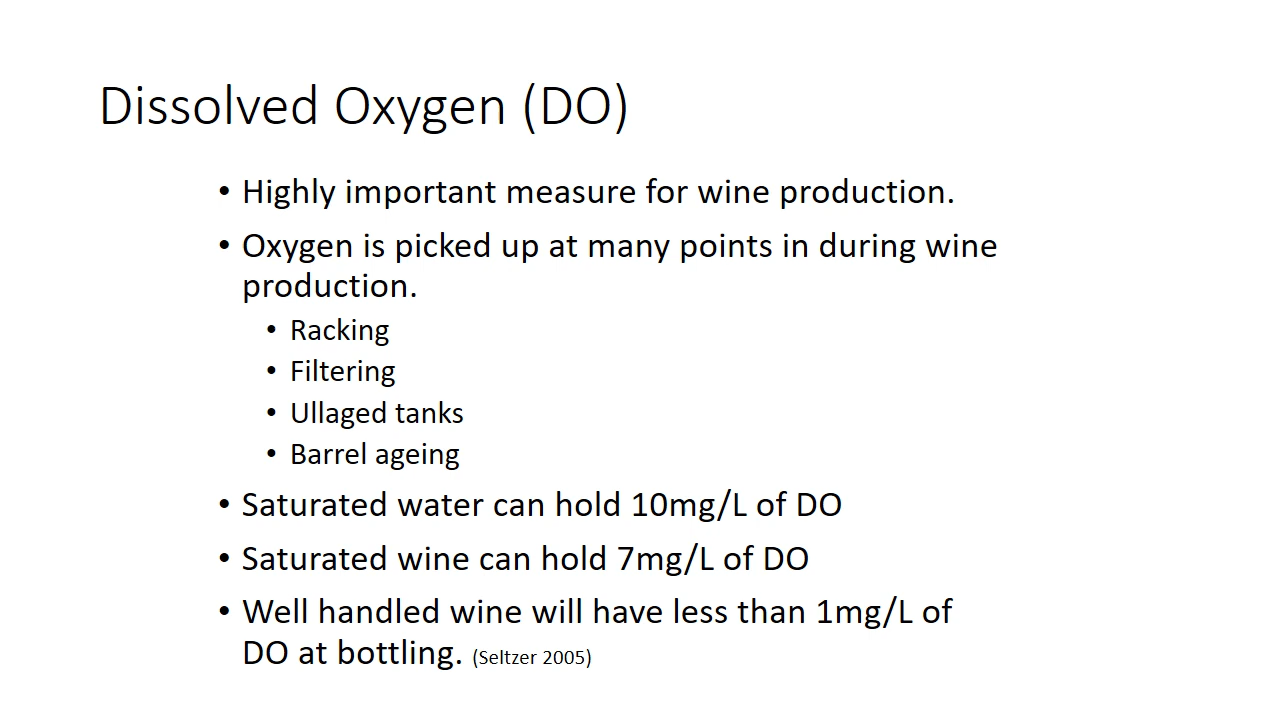 Dissolved Oxygen (DO)
• Highly important measure for wine production.
• Oxygen is picked up at many points in during wine
production.
• Racking
• Filtering
• Ullaged tanks
• Barrel ageing
• Saturated water can hold 10mg/L of DO
• Saturated wine can hold 7mg/L of DO
• Well handled wine will have less than 1mg/L of
DO at bottling. (Seltzer 2005)